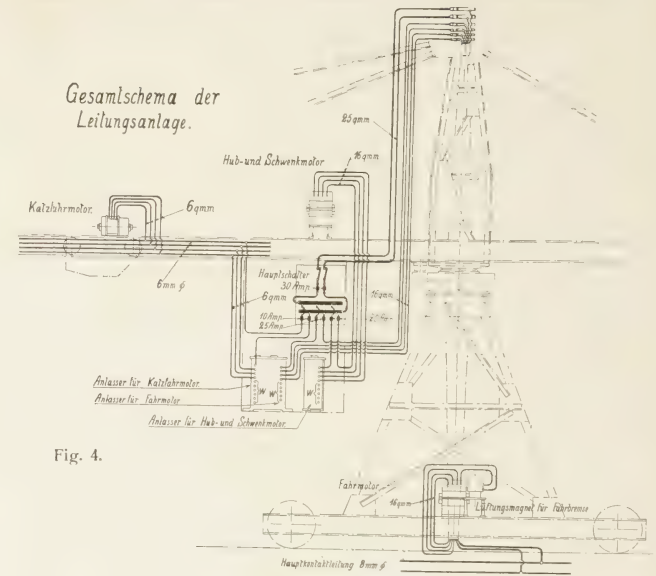 Gesamtschema der
Leitungsanlage.
25qmm
Hub- und Schwenkmotor
16qmm
Katzfahrmotor.
6qmm
6mm ϕ
Hauptschalter
30 Amp
6qmm
16qmm
10 Amp
25 Amp
Anlasser für Katzfahrmotor.
Anlasser für Fahrmotor
W W W
Anlasser für Hub- und Schwenkmotor.
Fig. 4.
Fahrmotor
16qmm
Lüftungsmagnet für Fahrbremse
Hauptkontaktleitung 8mm ϕ